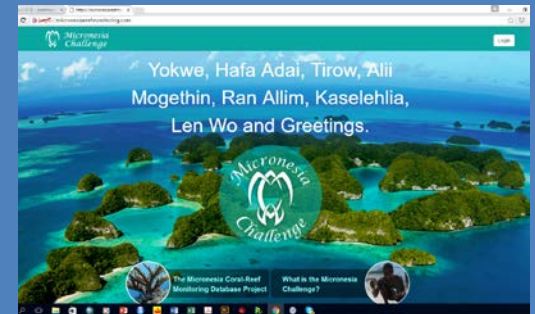 Micronesia
Challenge
Login
Yokwe, Hafa Adai, Tirow, Alii
Mogethin, Ran Allim, Kaselehlia,
Len Wo and Greetings.
Micronesia
Challenge
The Micronesia Coral-Reef
Monitoring Database Project
What is the Micronesia
Challenge?